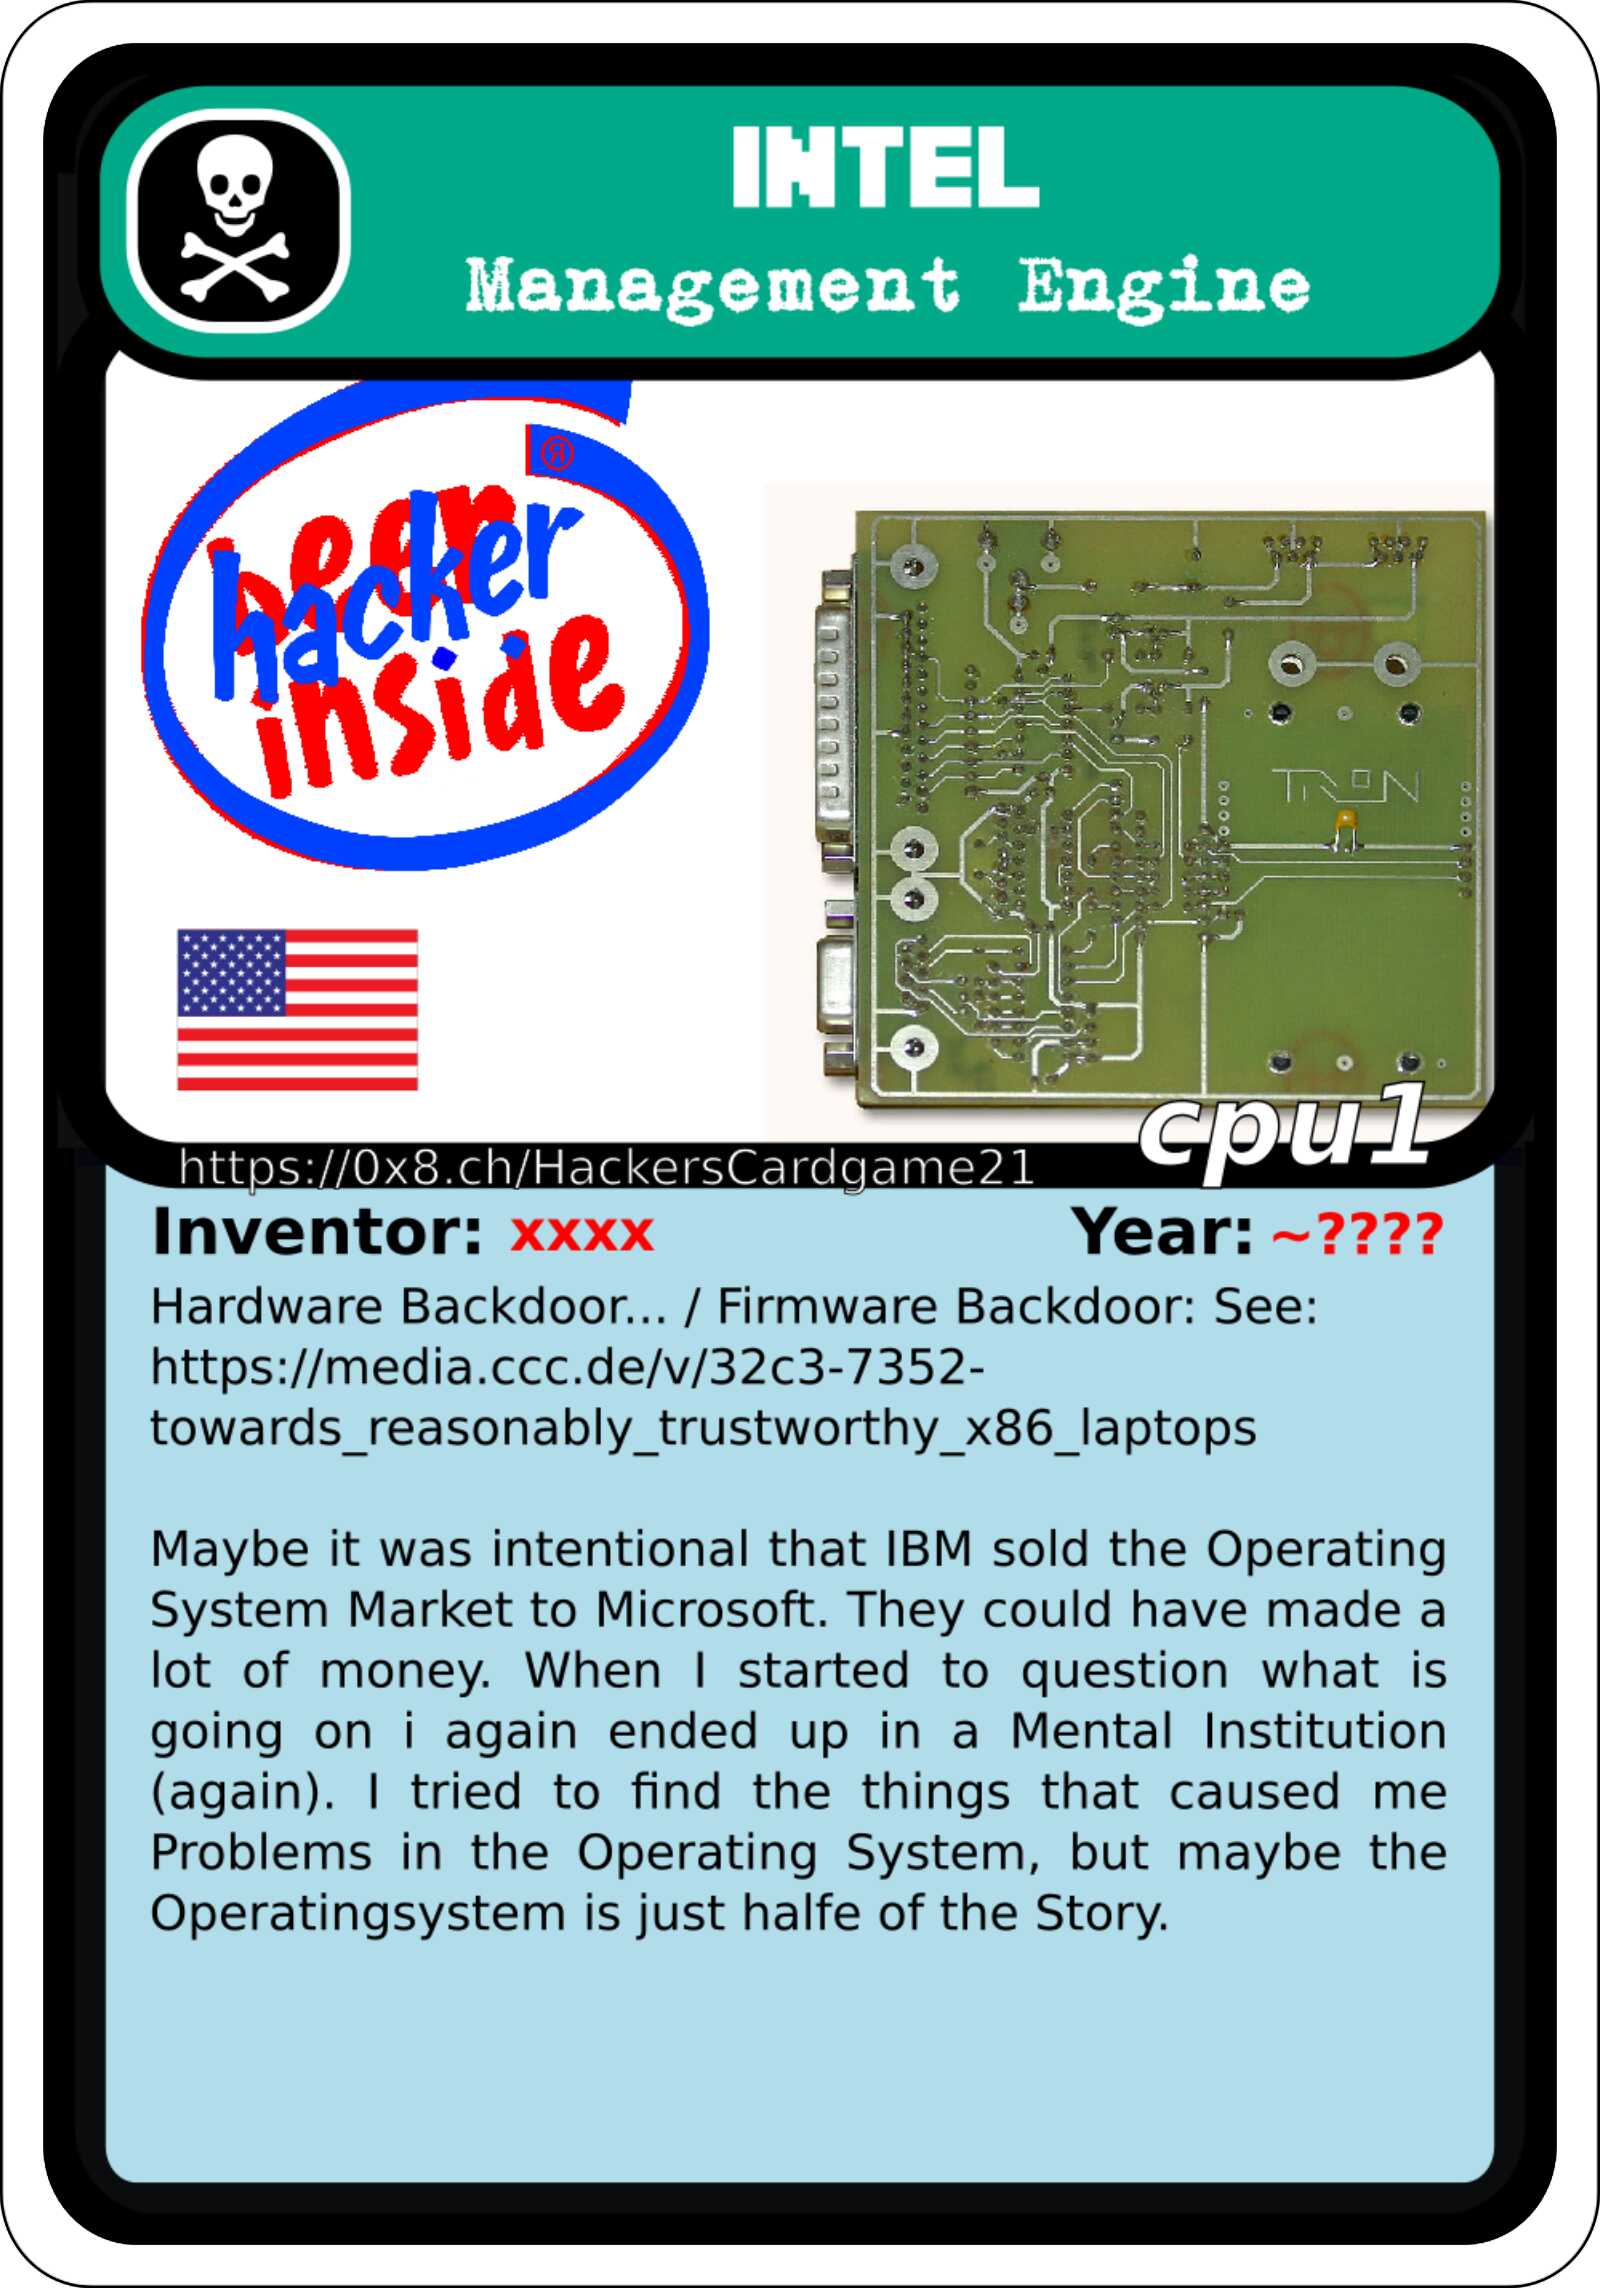 INTEL
Management Engine
®
bear
hacker
inside
TRON
cpu1
https://0x8.ch/HackersCardgame21
Inventor: xxxx Year: ~????
Hardware Backdoor... / Firmware Backdoor: See:
https://media.ccc.de/v/32c3-7352-
towards_reasonably_trustworthy_x86_laptops
Maybe it was intentional that IBM sold the Operating
System Market to Microsoft. They could have made a
lot of money. When I started to question what is
going on i again ended up in a Mental Institution
(again). I tried to find the things that caused me
Problems in the Operating System, but maybe the
Operatingsystem is just halfe of the Story.